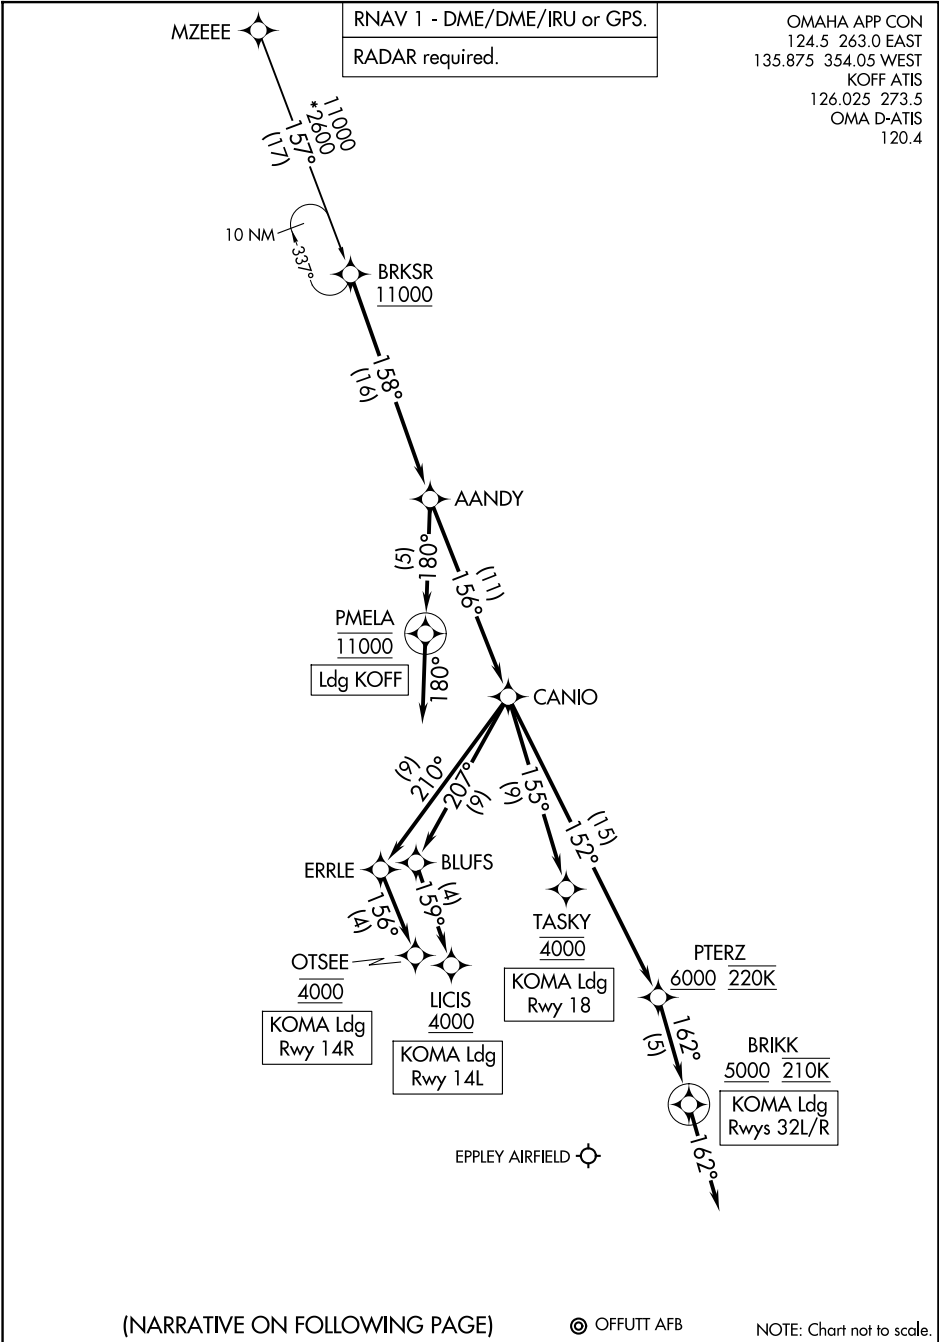 RNAV 1 - DME/DME/IRU or GPS.
RADAR required.
OMAHA APP CON
124.5 263.0 EAST
135.875 354.05 WEST
KOFF ATIS
126.025 273.5
OMA D-ATIS
120.4
MZEEE
11000
*2600
157°
(17)
10 NM
337°
BRKSR
11000
158°
(16)
AANDY
(5)
180°
(11)
156°
PMELA
11000
Ldg KOFF
180°
CANIO
(9)
210°
207°
(9)
155°
(9)
(15)
152°
ERRLE
BLUFS
156°
(4)
(4)
159°
OTSEE
4000
KOMA Ldg
Rwy 14R
LICIS
4000
KOMA Ldg
Rwy 14L
TASKY
4000
KOMA Ldg
Rwy 18
PTERZ
6000 220K
162°
(5)
BRIKK
5000 210K
KOMA Ldg
Rwys 32L/R
162°
EPPLEY AIRFIELD
(NARRATIVE ON FOLLOWING PAGE)
OFFUTT AFB
NOTE: Chart not to scale.